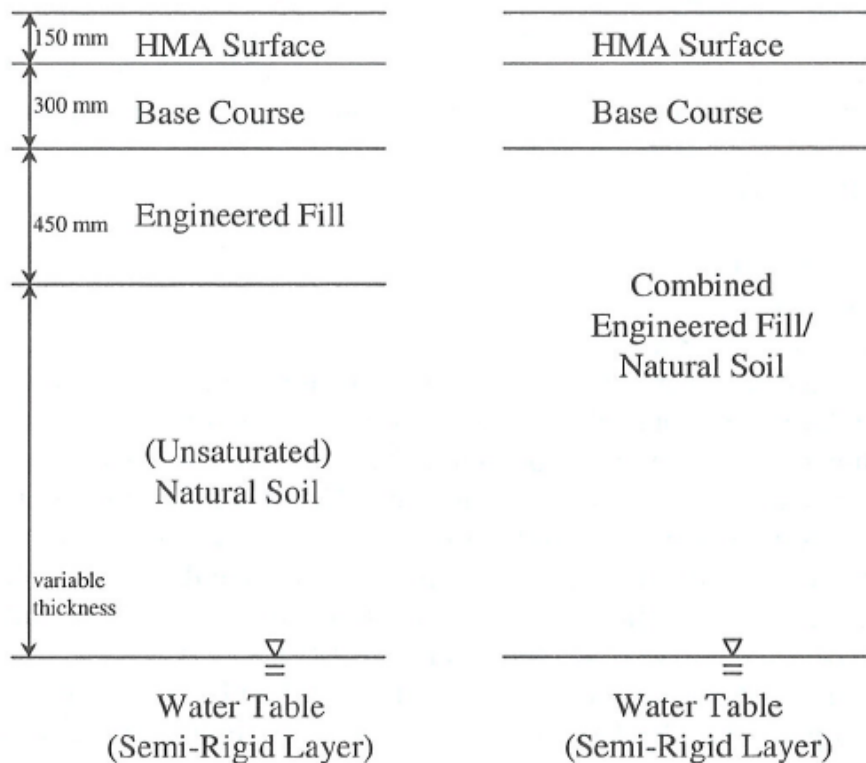 150 mm
HMA Surface
300 mm
Base Course
450 mm
Engineered Fill
(Unsaturated)
Natural Soil
variable
thickness
Water Table
(Semi-Rigid Layer)
HMA Surface
Base Course
Combined
Engineered Fill/
Natural Soil
Water Table
(Semi-Rigid Layer)